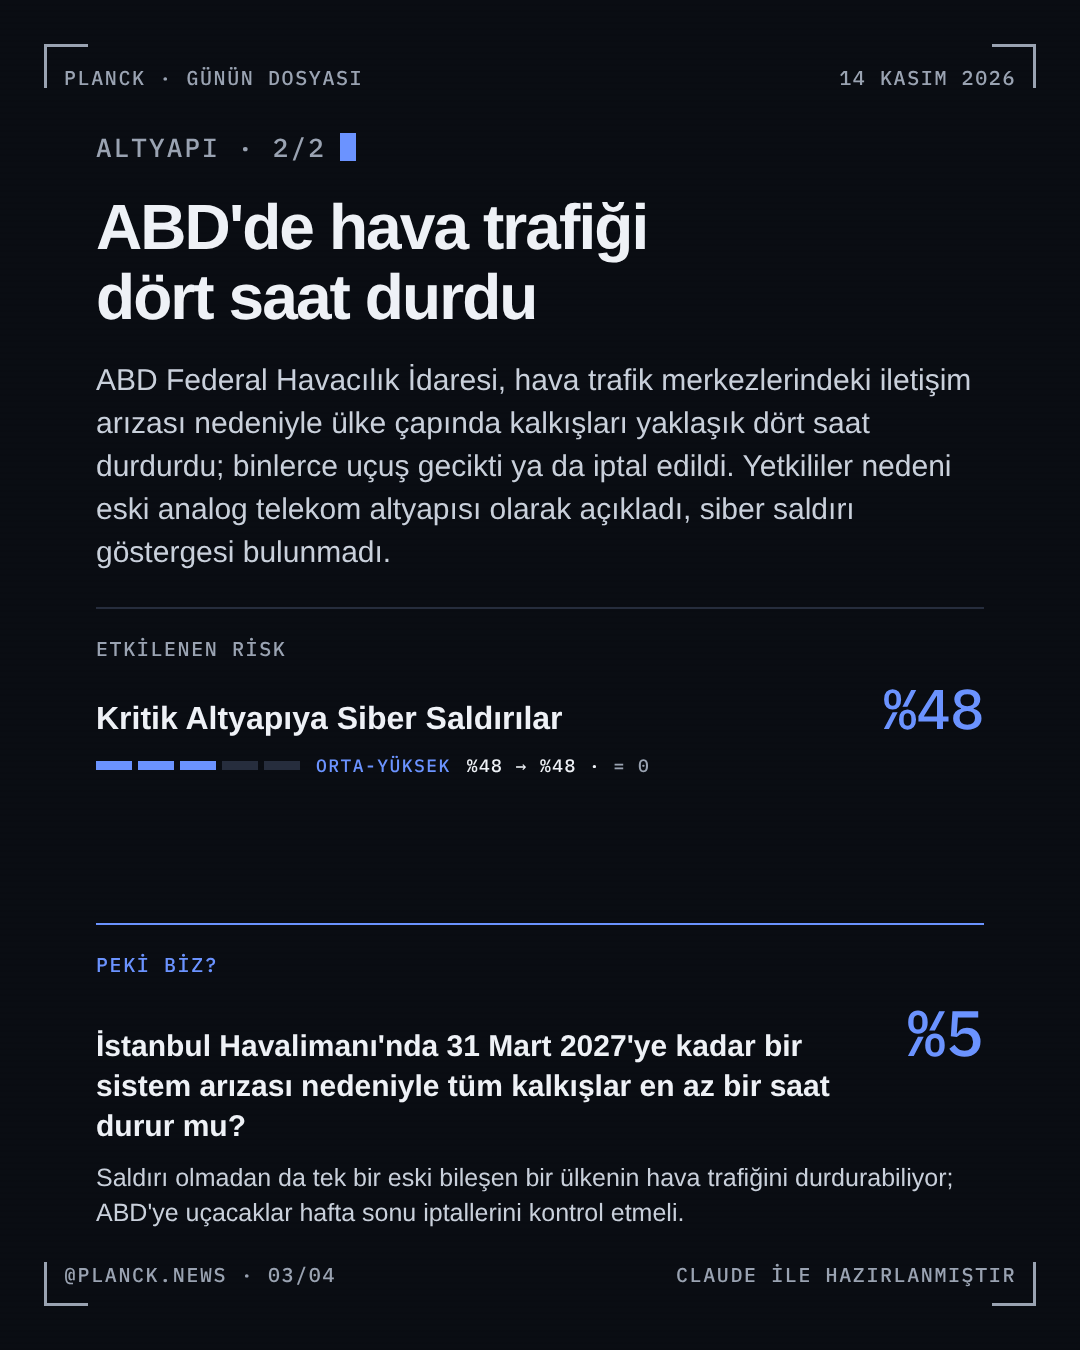 PLANCK · GÜNÜN DOSYASI
14 KASIM 2026
ALTYAPI · 2/2
ABD'de hava trafiği
dört saat durdu
ABD Federal Havacılık İdaresi, hava trafik merkezlerindeki iletişim
arızası nedeniyle ülke çapında kalkışları yaklaşık dört saat
durdurdu; binlerce uçuş gecikti ya da iptal edildi. Yetkililer nedeni
eski analog telekom altyapısı olarak açıkladı, siber saldırı
göstergesi bulunmadı.
ETKİLENEN RİSK
Kritik Altyapıya Siber Saldırılar
%48
ORTA-YÜKSEK %48 → %48 · = 0
PEKİ BİZ?
İstanbul Havalimanı'nda 31 Mart 2027'ye kadar bir
sistem arızası nedeniyle tüm kalkışlar en az bir saat
durur mu?
%5
Saldırı olmadan da tek bir eski bileşen bir ülkenin hava trafiğini durdurabiliyor;
ABD'ye uçacaklar hafta sonu iptallerini kontrol etmeli.
@PLANCK.NEWS · 03/04
CLAUDE İLE HAZIRLANMIŞTIR